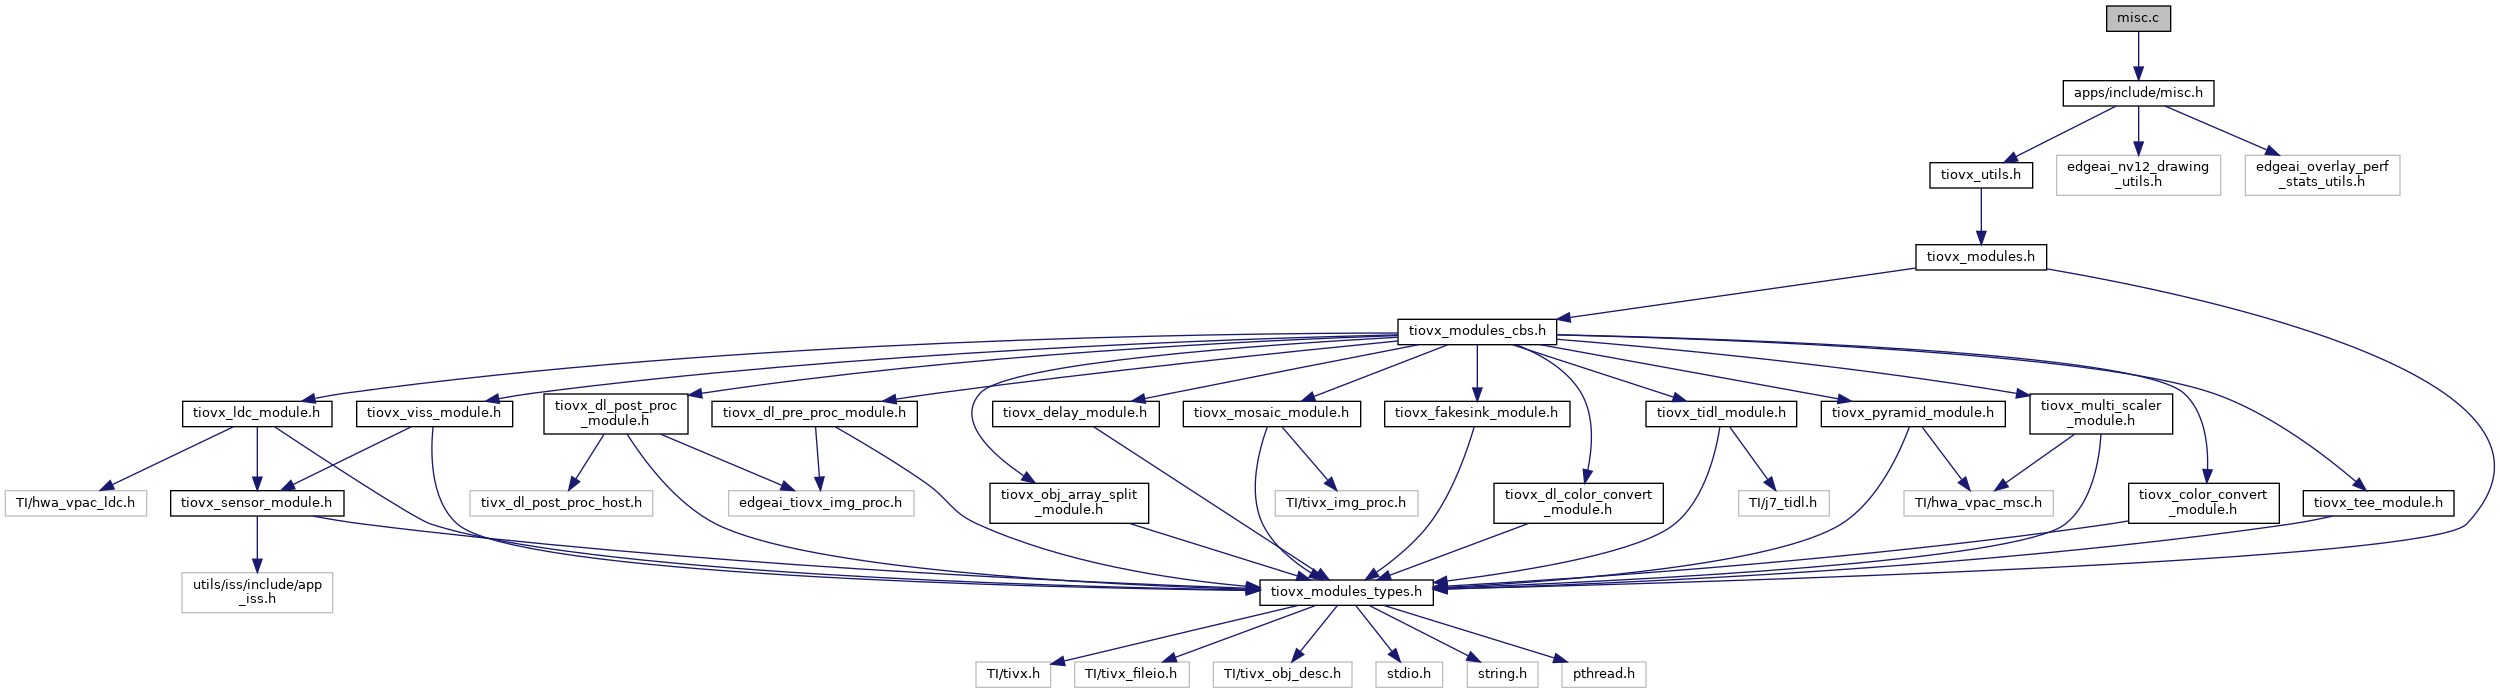 misc.c
apps/include/misc.h
tiovx_utils.h
edgeai_nv12_drawing
_utils.h
edgeai_overlay_perf
_stats_utils.h
tiovx_modules.h
tiovx_modules_cbs.h
tiovx_ldc_module.h
tiovx_viss_module.h
tiovx_dl_post_proc
_module.h
tiovx_dl_pre_proc_module.h
tiovx_delay_module.h
tiovx_mosaic_module.h
tiovx_fakesink_module.h
tiovx_tidl_module.h
tiovx_pyramid_module.h
tiovx_multi_scaler
_module.h
TI/hwa_vpac_ldc.h
tiovx_sensor_module.h
tivx_dl_post_proc_host.h
edgeai_tiovx_img_proc.h
tiovx_obj_array_split
_module.h
TI/tivx_img_proc.h
tiovx_dl_color_convert
_module.h
TI/j7_tidl.h
TI/hwa_vpac_msc.h
tiovx_color_convert
_module.h
tiovx_tee_module.h
utils/iss/include/app
_iss.h
tiovx_modules_types.h
TI/tivx.h
TI/tivx_fileio.h
TI/tivx_obj_desc.h
stdio.h
string.h
pthread.h